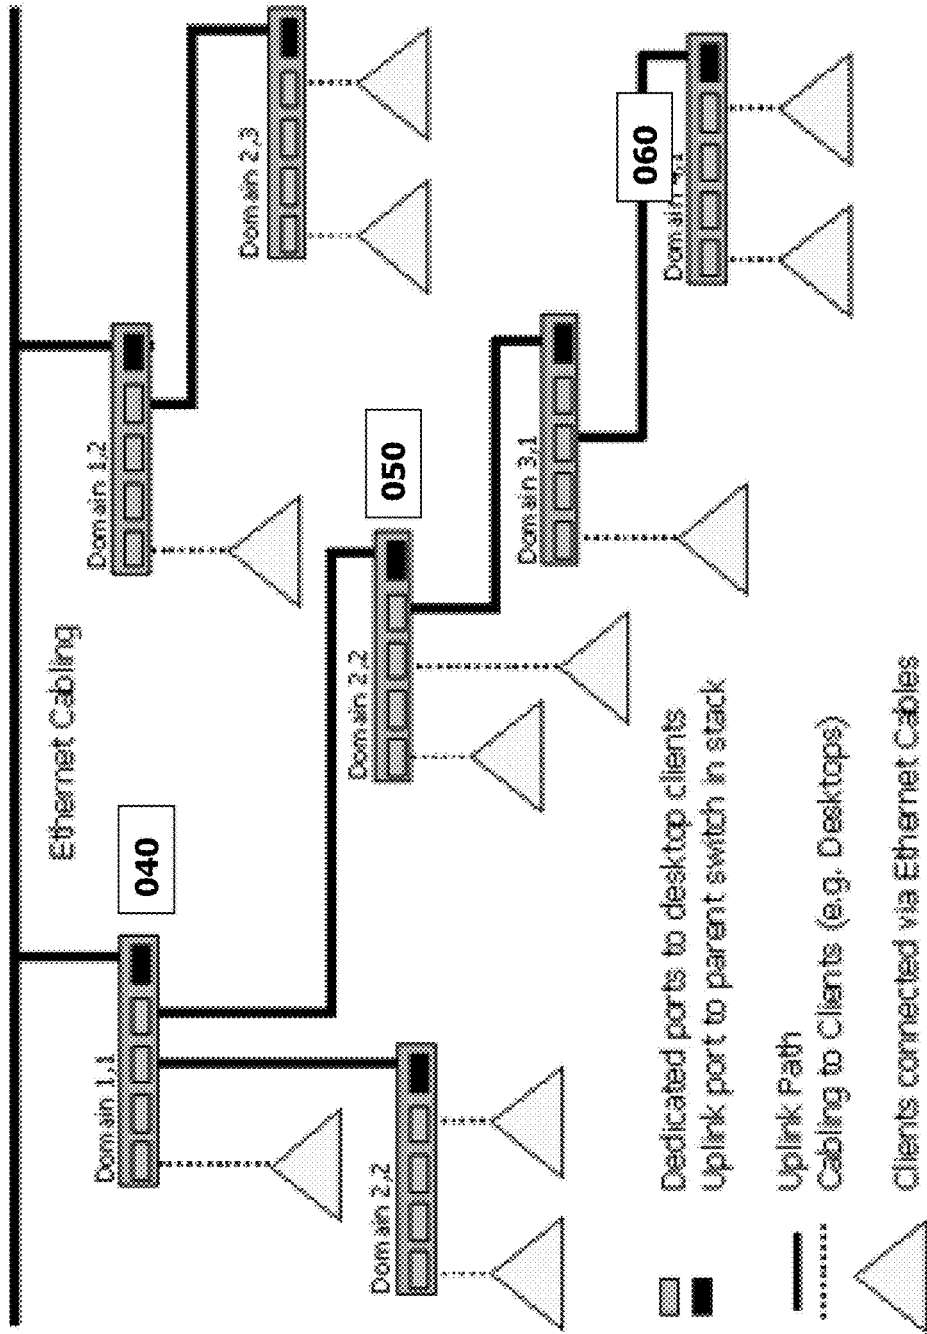 Ethernet Cabling
Domain 1.1
040
Domain 1.2
Domain 2.3
Domain 2.2
Domain 2.2
050
Domain 3.1
060
Domain
Dedicated ports to desktop clients
Uplink port to parent switch in stack
Uplink Path
Cabling to Clients (e.g. Desktops)
Clients connected via Ethernet Cables